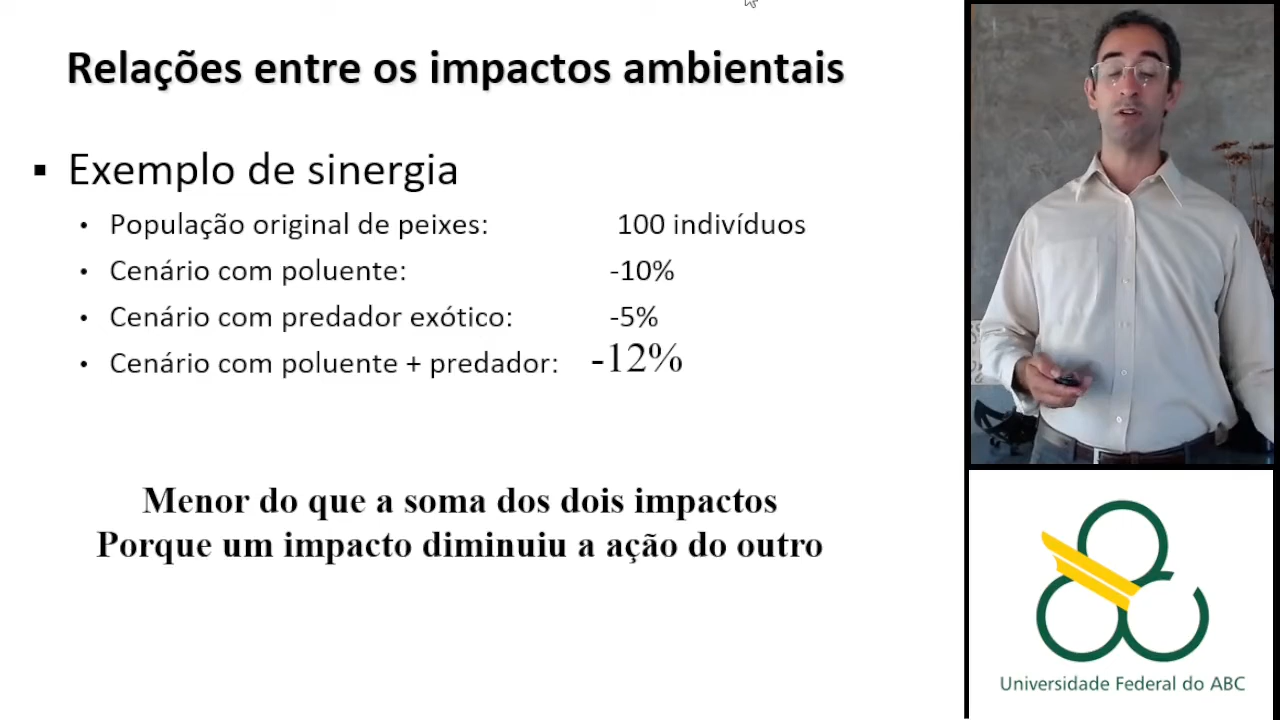 Relações entre os impactos ambientais
▪ Exemplo de sinergia
• População original de peixes: 100 indivíduos
• Cenário com poluente: -10%
• Cenário com predador exótico: -5%
• Cenário com poluente + predador: -12%
Menor do que a soma dos dois impactos
Porque um impacto diminuiu a ação do outro
Universidade Federal do ABC